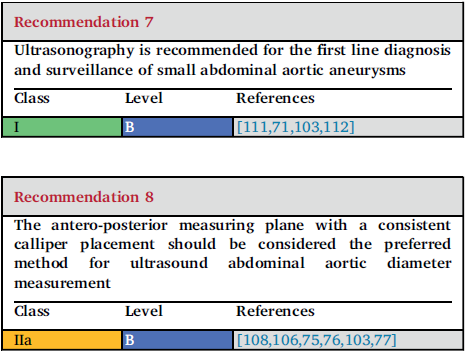 Recommendation 7
Ultrasonography is recommended for the first line diagnosis
and surveillance of small abdominal aortic aneurysms
Class Level References
I B [111,71,103,112]
Recommendation 8
The antero-posterior measuring plane with a consistent
calliper placement should be considered the preferred
method for ultrasound abdominal aortic diameter
measurement
Class Level References
IIa B [108,106,75,76,103,77]